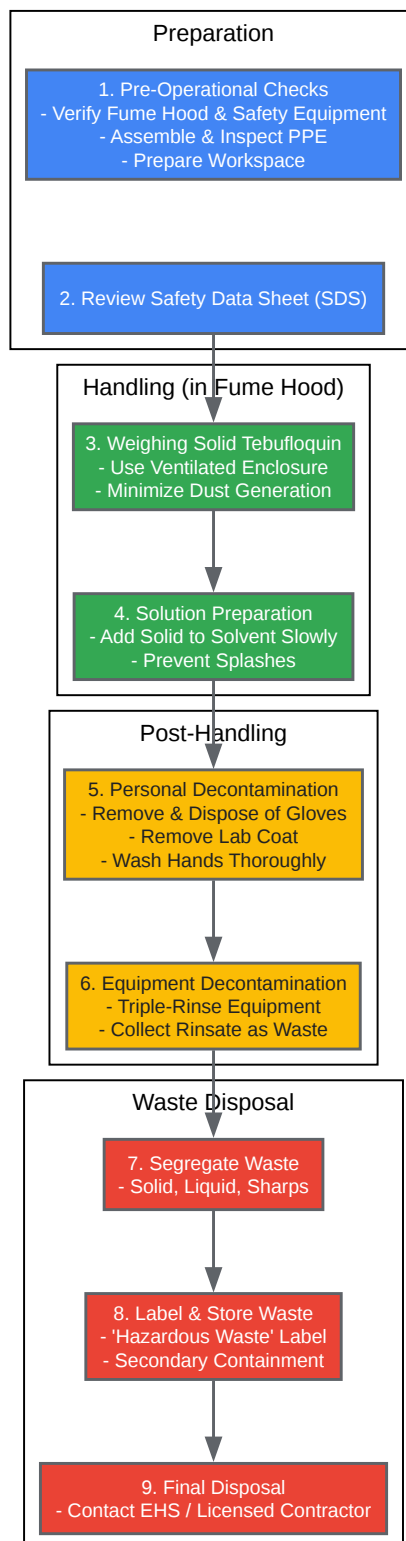 Preparation
1. Pre-Operational Checks
- Verify Fume Hood & Safety Equipment
- Assemble & Inspect PPE
- Prepare Workspace
2. Review Safety Data Sheet (SDS)
Handling (in Fume Hood)
3. Weighing Solid Tebufloquin
- Use Ventilated Enclosure
- Minimize Dust Generation
4. Solution Preparation
- Add Solid to Solvent Slowly
- Prevent Splashes
Post-Handling
5. Personal Decontamination
- Remove & Dispose of Gloves
- Remove Lab Coat
- Wash Hands Thoroughly
6. Equipment Decontamination
- Triple-Rinse Equipment
- Collect Rinsate as Waste
Waste Disposal
7. Segregate Waste
- Solid, Liquid, Sharps
8. Label & Store Waste
- 'Hazardous Waste' Label
- Secondary Containment
9. Final Disposal
- Contact EHS / Licensed Contractor